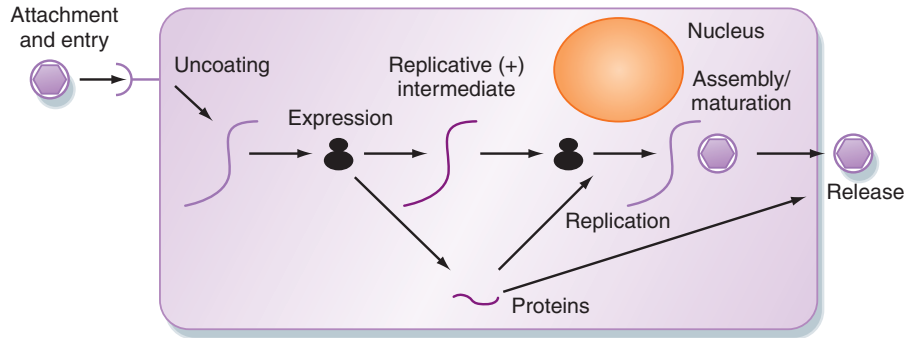 Attachment
and entry
Uncoating
Expression
Replicative (+)
intermediate
Nucleus
Assembly/
maturation
Replication
Release
Proteins